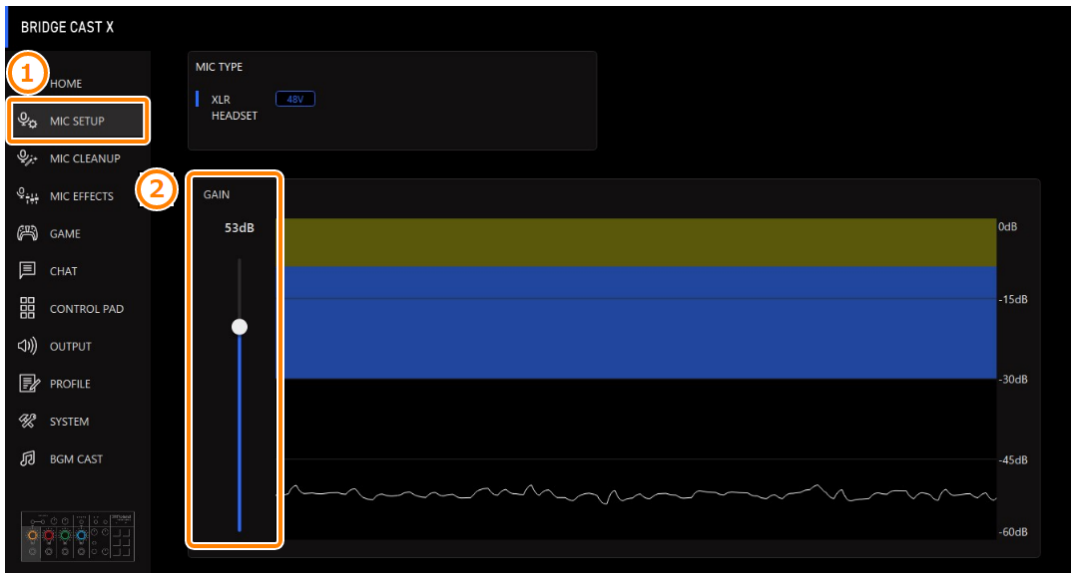 BRIDGE CAST X
1
HOME
MIC SETUP
MIC CLEANUP
MIC EFFECTS
GAME
CHAT
CONTROL PAD
OUTPUT
PROFILE
SYSTEM
BGM CAST
MIC TYPE
XLR 48V
HEADSET
2
GAIN
53dB
0dB
-15dB
-30dB
-45dB
-60dB